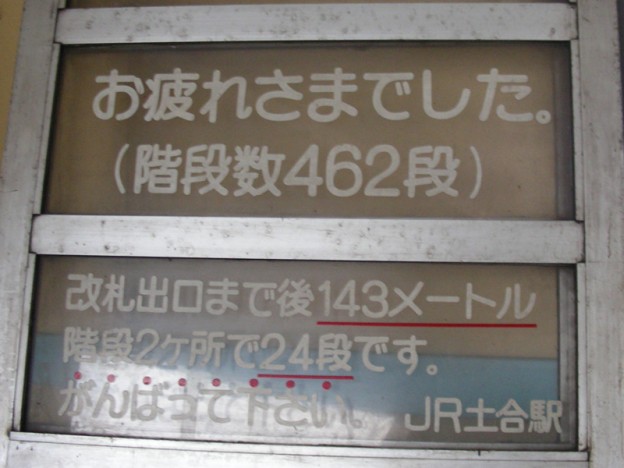 お疲れさまでした。
(階段数462段)
改札出口まで後143メートル
階段2ケ所で24段です。
がんばって下さい。 JR土合駅